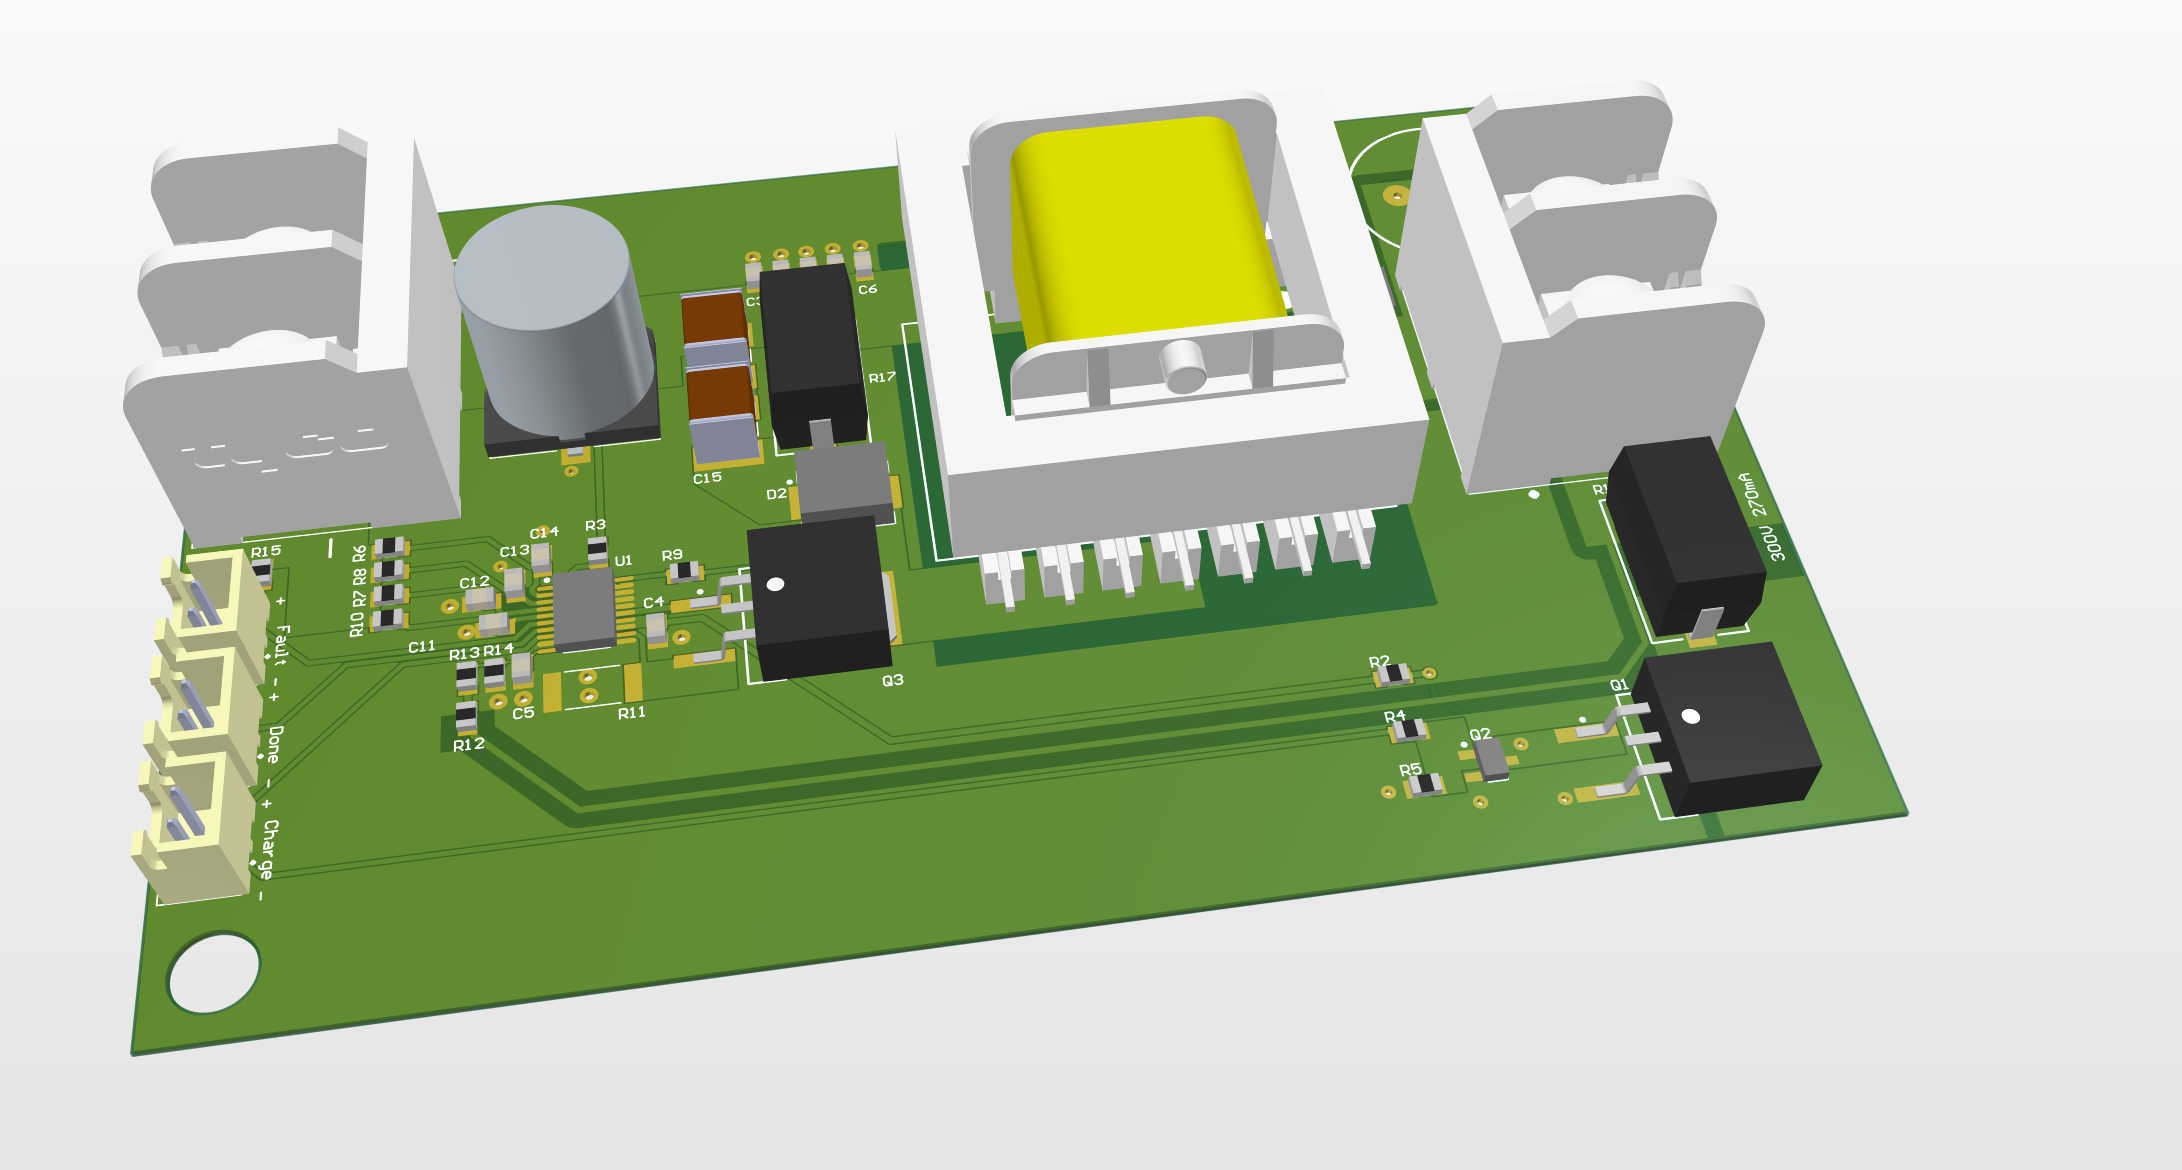 C6
R17
C15
D2
R15
R6
R8
R7
R10
C14
R3
C13
U1
R9
C12
C4
C11
R13
R14
C5
R11
R12
Q3
+
Fault
-
+
Done
-
+
Charge
-
R2
R4
R5
Q2
Q1
300V 270mA